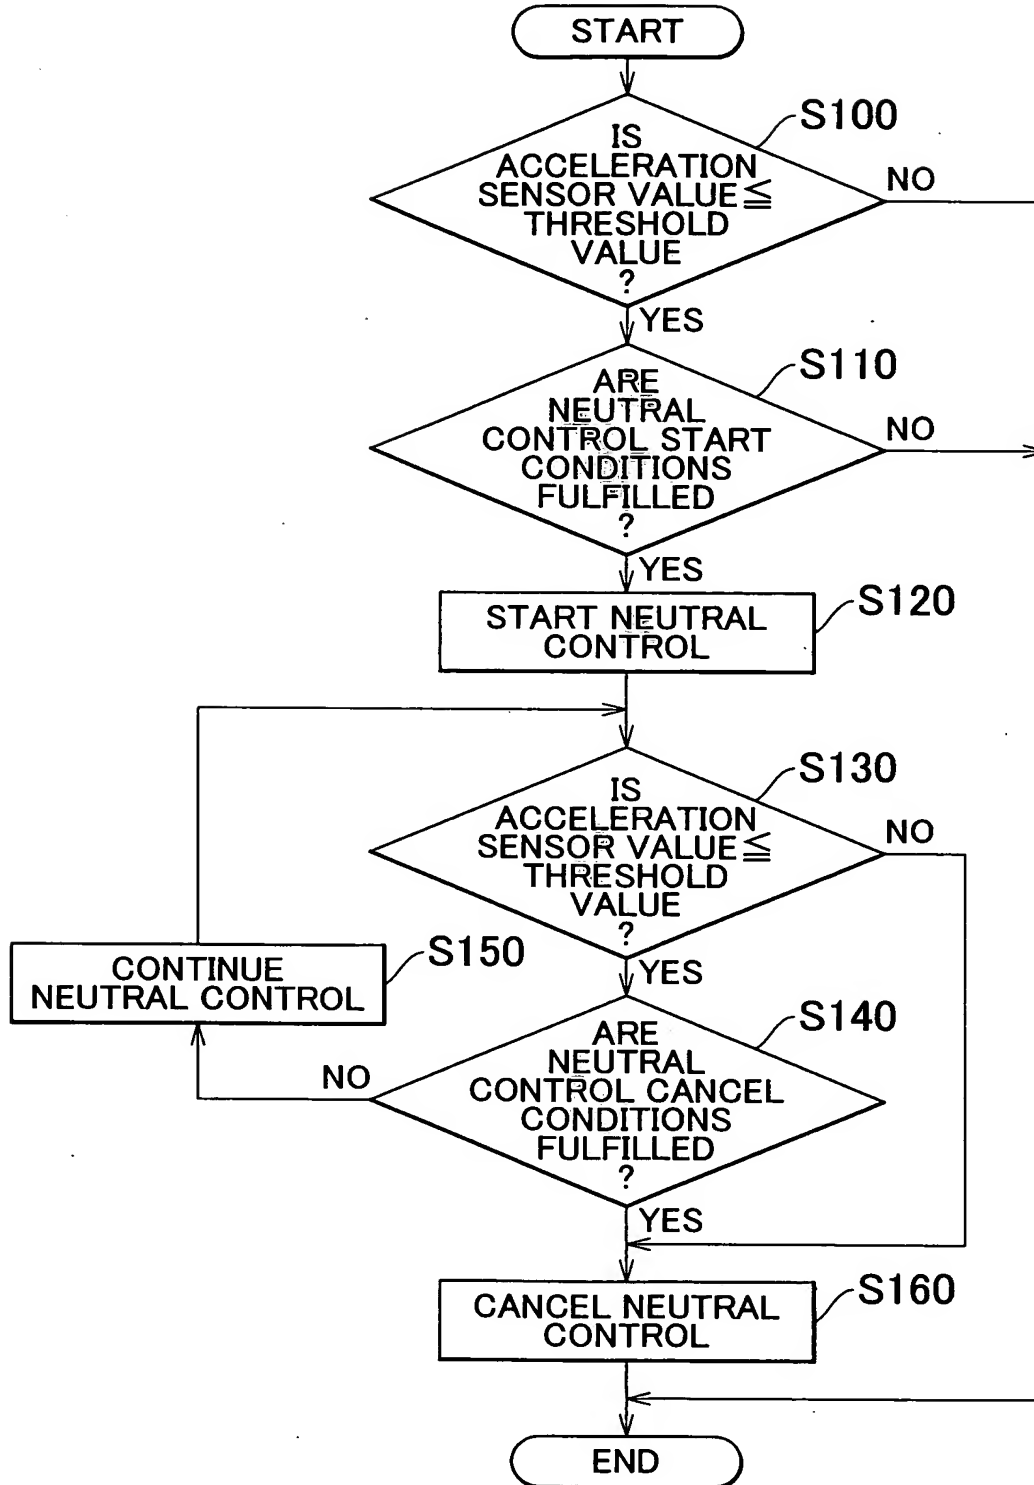 START
S100
IS
ACCELERATION
SENSOR VALUE≦
THRESHOLD
VALUE
?
NO
YES
S110
ARE
NEUTRAL
CONTROL START
CONDITIONS
FULFILLED
?
NO
YES
S120
START NEUTRAL
CONTROL
S130
IS
ACCELERATION
SENSOR VALUE≦
THRESHOLD
VALUE
?
NO
YES
S150
CONTINUE
NEUTRAL CONTROL
S140
ARE
NEUTRAL
CONTROL CANCEL
CONDITIONS
FULFILLED
?
NO
YES
S160
CANCEL NEUTRAL
CONTROL
END